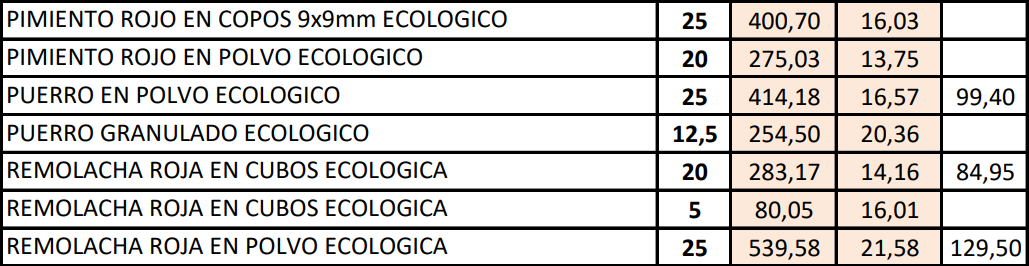 PIMIENTO ROJO EN COPOS 9x9mm ECOLOGICO 25 400,70 16,03
PIMIENTO ROJO EN POLVO ECOLOGICO 20 275,03 13,75
PUERRO EN POLVO ECOLOGICO 25 414,18 16,57 99,40
PUERRO GRANULADO ECOLOGICO 12,5 254,50 20,36
REMOLACHA ROJA EN CUBOS ECOLOGICA 20 283,17 14,16 84,95
REMOLACHA ROJA EN CUBOS ECOLOGICA 5 80,05 16,01
REMOLACHA ROJA EN POLVO ECOLOGICA 25 539,58 21,58 129,50